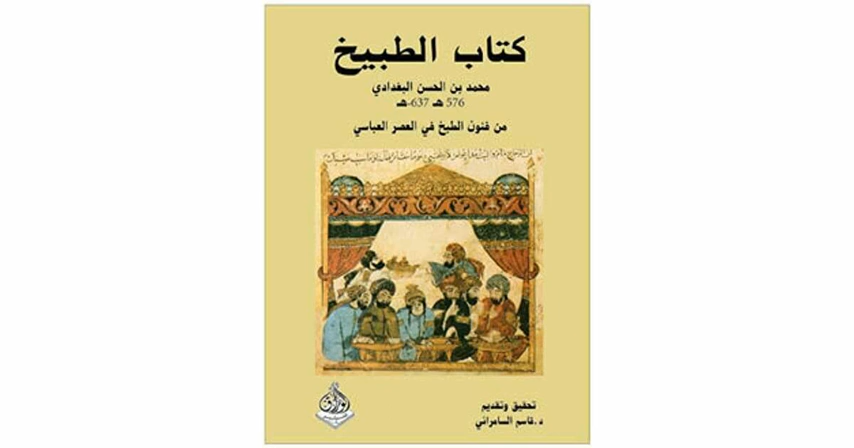 كتاب الطبيخ
محمد بن الحسن البغدادي
576 هـ 637-هـ
من فنون الطبخ في العصر العباسي
تحقيق وتقديم
د.قاسم السامرائي